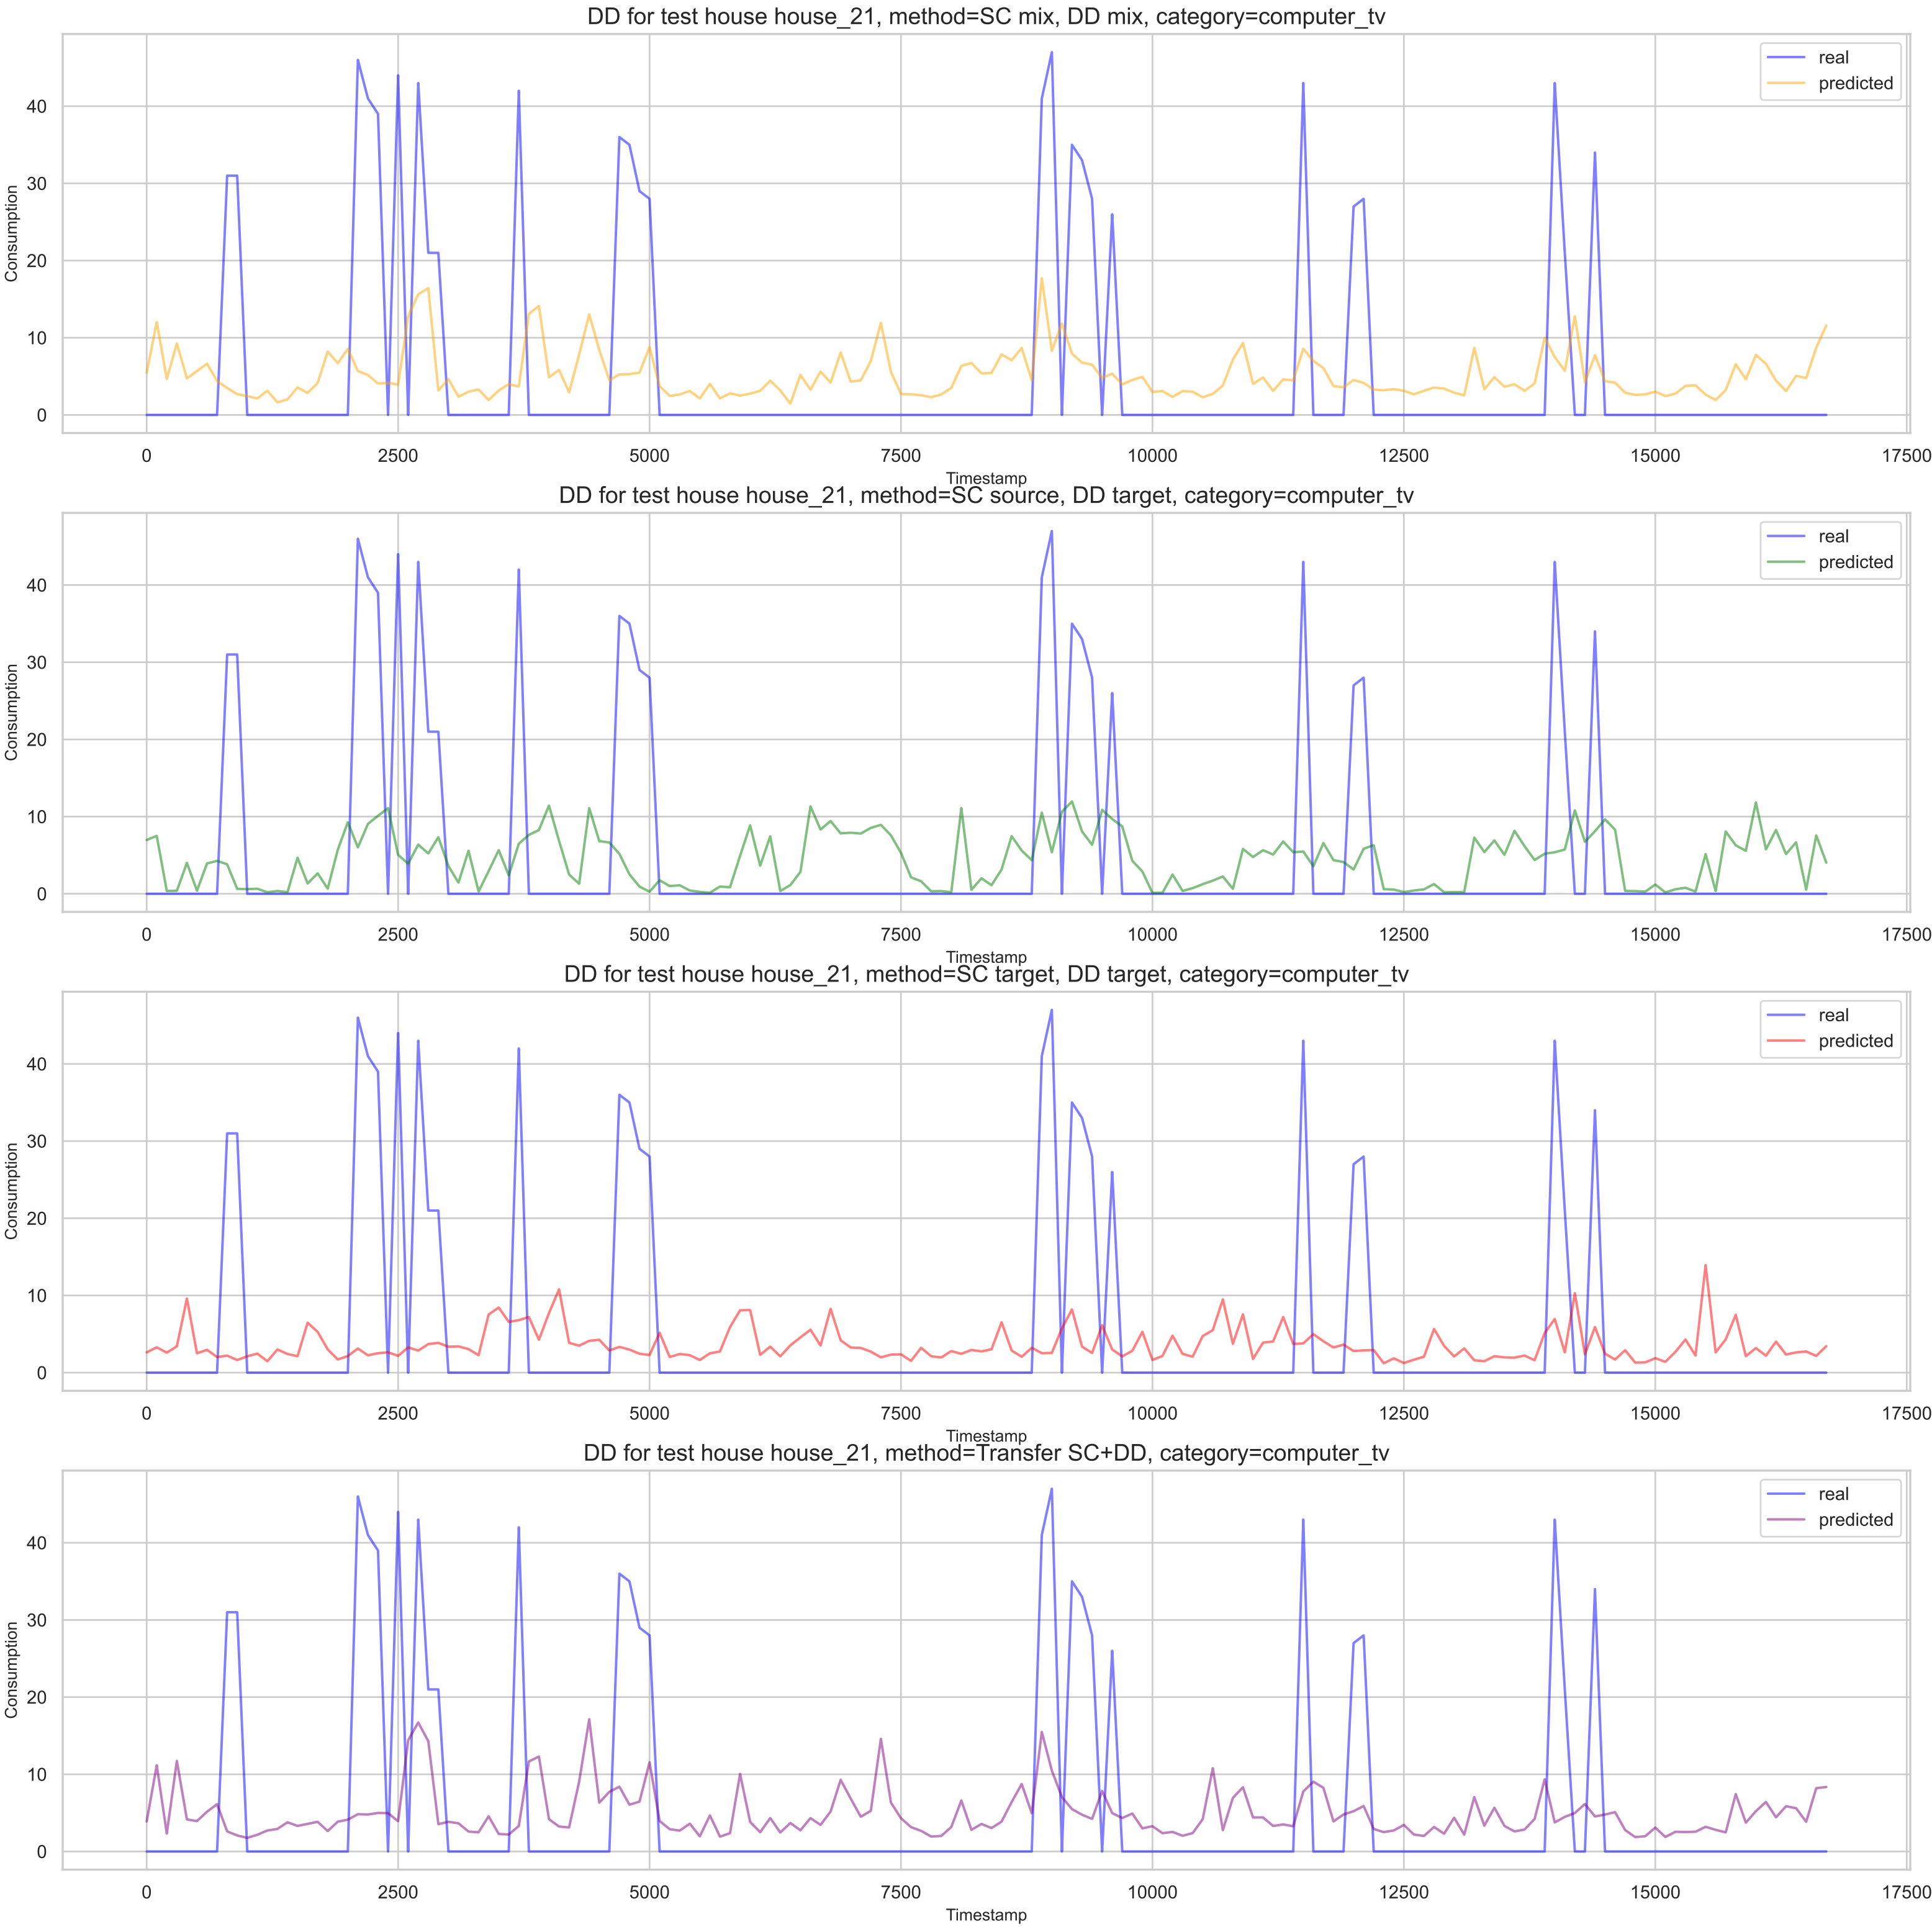 DD for test house house_21, method=SC mix, DD mix, category=computer_tv
real
predicted
Consumption
40
30
20
10
0
0 2500 5000 7500 10000 12500 15000 17500
Timestamp
DD for test house house_21, method=SC source, DD target, category=computer_tv
real
predicted
Consumption
40
30
20
10
0
0 2500 5000 7500 10000 12500 15000 17500
Timestamp
DD for test house house_21, method=SC target, DD target, category=computer_tv
real
predicted
Consumption
40
30
20
10
0
0 2500 5000 7500 10000 12500 15000 17500
Timestamp
DD for test house house_21, method=Transfer SC+DD, category=computer_tv
real
predicted
Consumption
40
30
20
10
0
0 2500 5000 7500 10000 12500 15000 17500
Timestamp